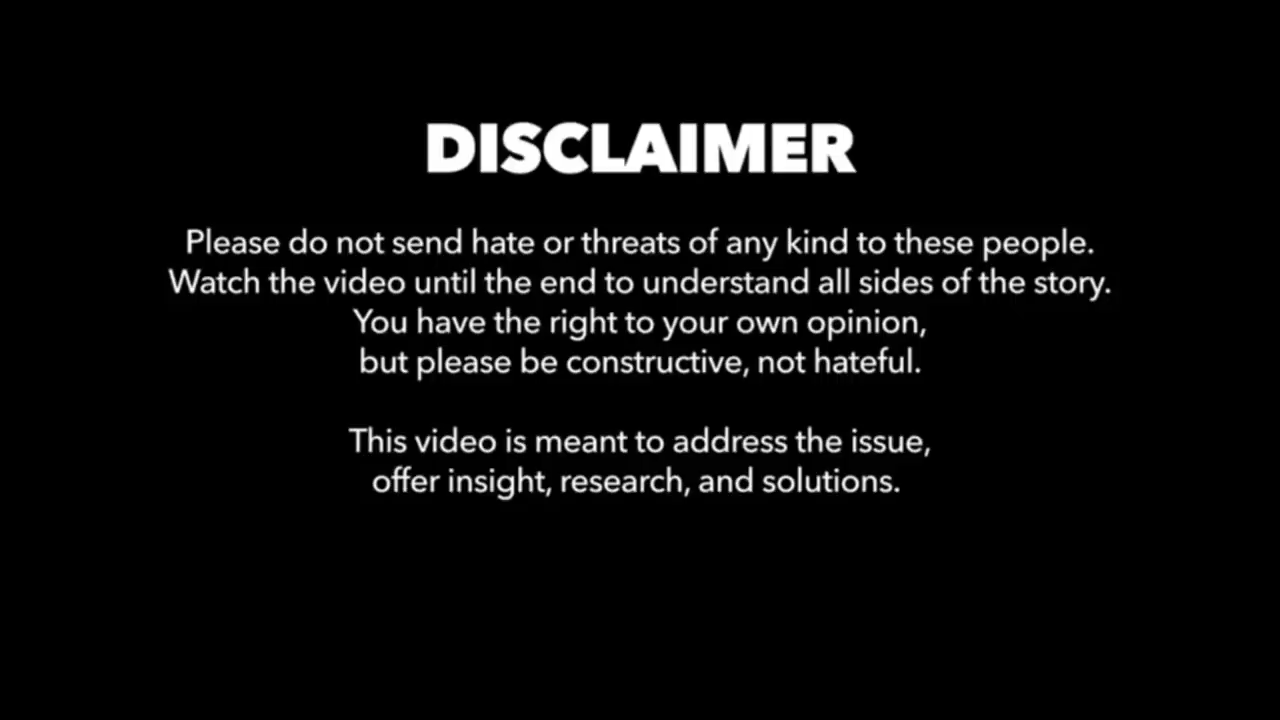 DISCLAIMER
Please do not send hate or threats of any kind to these people.
Watch the video until the end to understand all sides of the story.
You have the right to your own opinion,
but please be constructive, not hateful.
This video is meant to address the issue,
offer insight, research, and solutions.